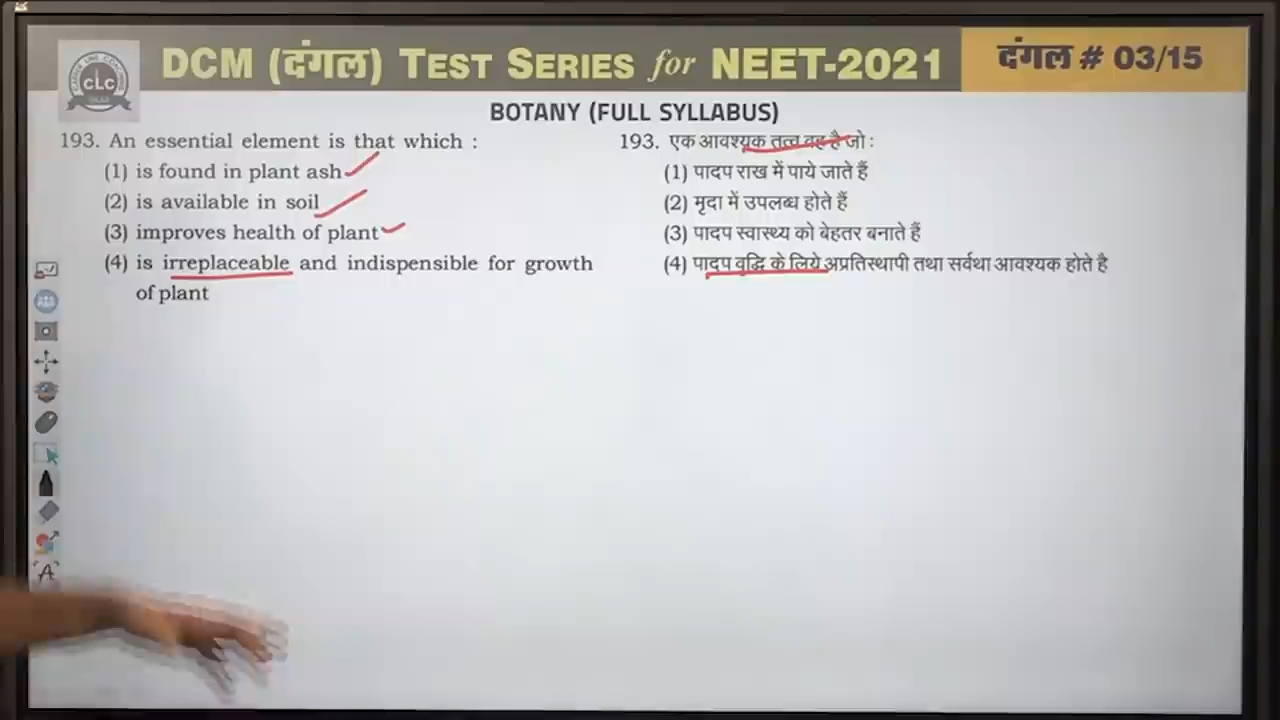 DCM (दंगल) TEST SERIES for NEET-2021
दंगल # 03/15
CLC
BOTANY (FULL SYLLABUS)
193. An essential element is that which :
(1) is found in plant ash
(2) is available in soil
(3) improves health of plant
(4) is irreplaceable and indispensible for growth
of plant
193. एक आवश्यक तत्व वह है जो :
(1) पादप राख में पाये जाते हैं
(2) मृदा में उपलब्ध होते हैं
(3) पादप स्वास्थ्य को बेहतर बनाते हैं
(4) पादप वृद्धि के लिये अप्रतिस्थापी तथा सर्वथा आवश्यक होते है
A